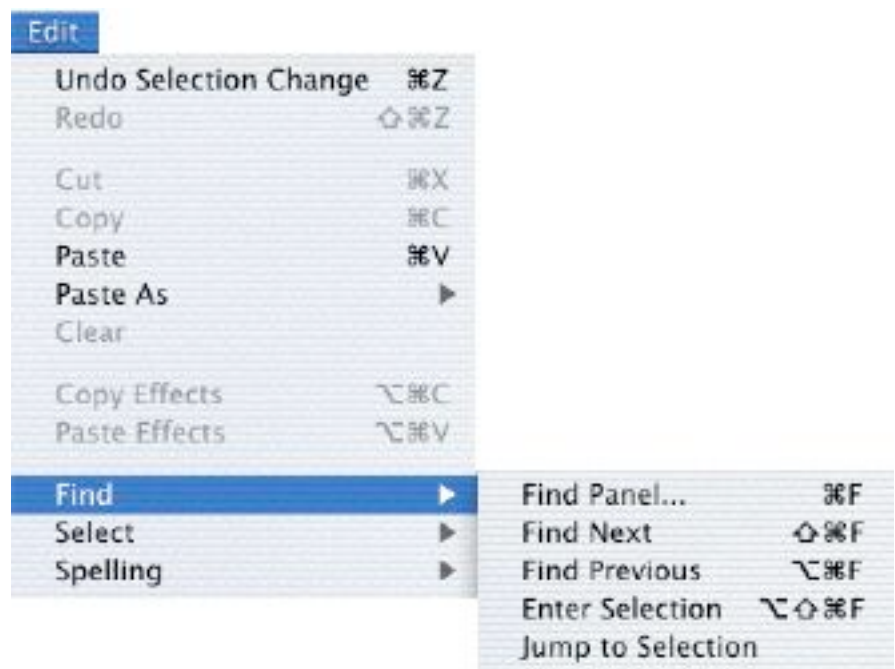 Edit
Undo Selection Change ⌘Z
Redo ⇧⌘Z
Cut ⌘X
Copy ⌘C
Paste ⌘V
Paste As ▶
Clear
Copy Effects ⌥⌘C
Paste Effects ⌥⌘V
Find ▶
Select ▶
Spelling ▶
Find Panel... ⌘F
Find Next ⇧⌘F
Find Previous ⌥⌘F
Enter Selection ⌥⇧⌘F
Jump to Selection